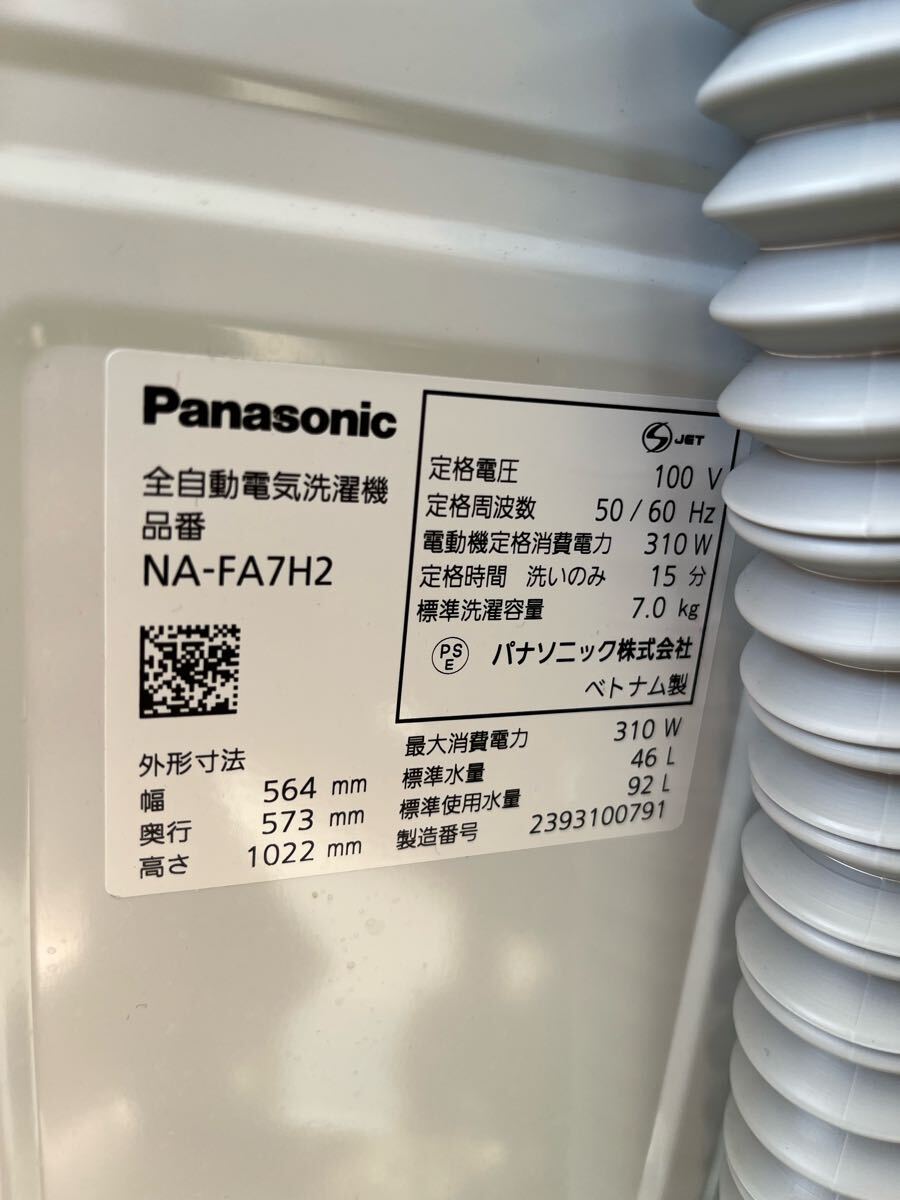 Panasonic
全自動電気洗濯機
品番
NA-FA7H2
外形寸法
幅 564 mm
奥行 573 mm
高さ 1022 mm
S JET
定格電圧 100 V
定格周波数 50 / 60 Hz
電動機定格消費電力 310 W
定格時間 洗いのみ 15 分
標準洗濯容量 7.0 kg
PSE パナソニック株式会社
ベトナム製
最大消費電力 310 W
標準水量 46 L
標準使用水量 92 L
製造番号 2393100791